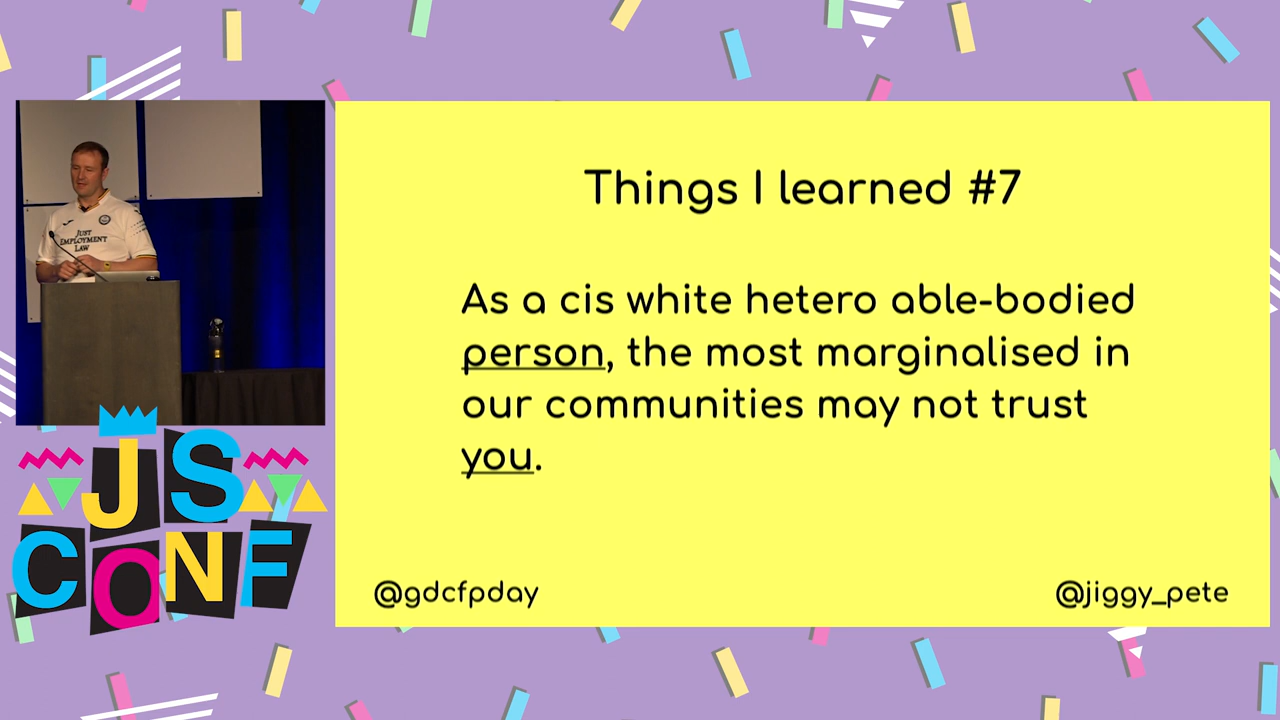 Things I learned #7
As a cis white hetero able-bodied
person, the most marginalised in
our communities may not trust
you.
@gdcfpday
@jiggy_pete
JUST
EMPLOYMENT
LAW
JS
CONF